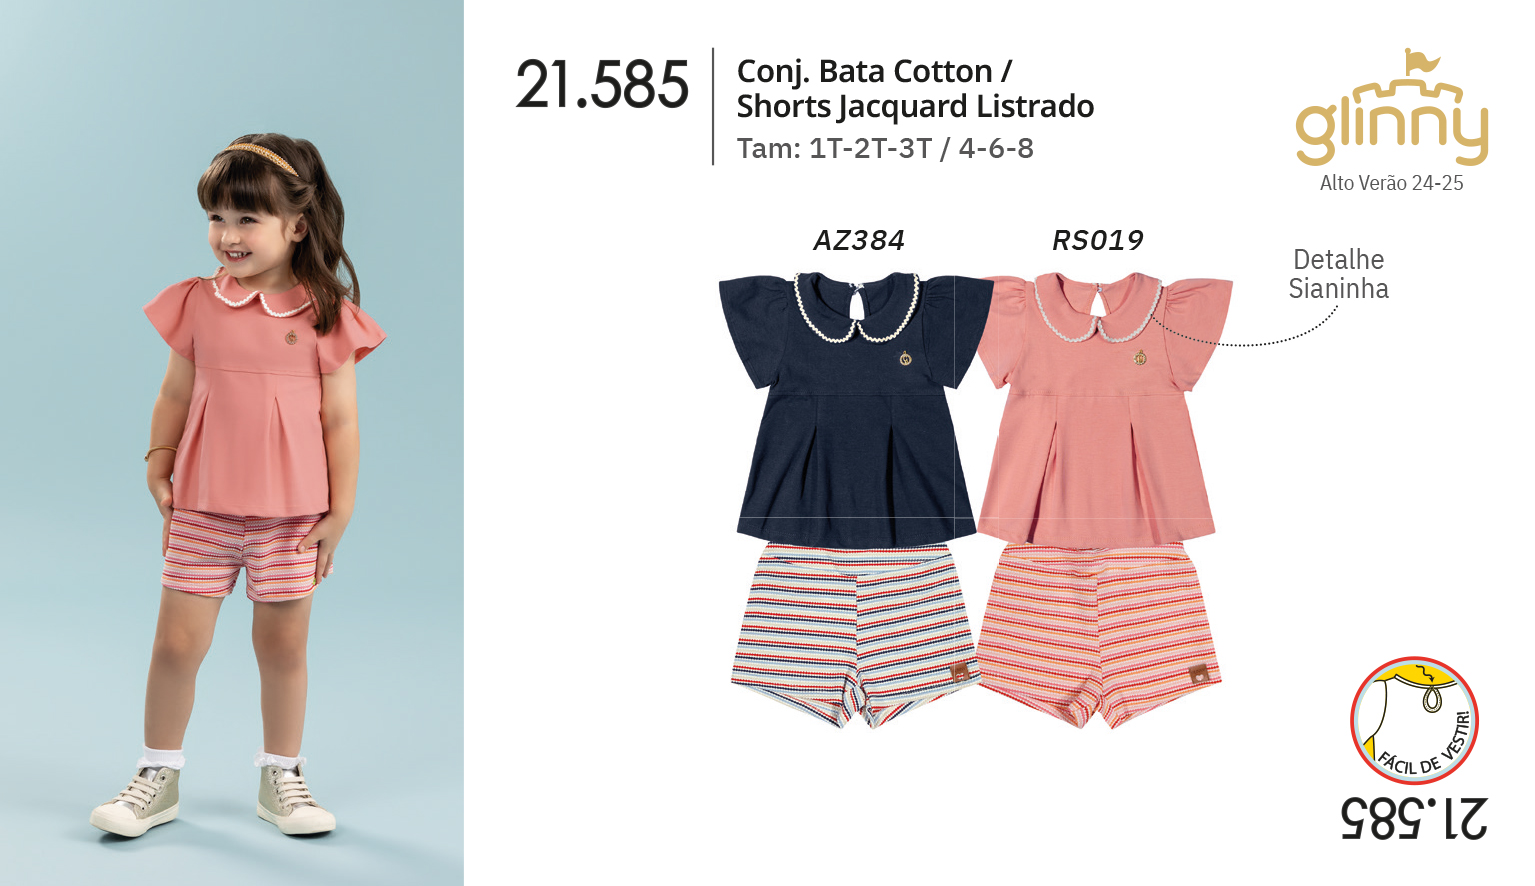 21.585
Conj. Bata Cotton /
Shorts Jacquard Listrado
Tam: 1T-2T-3T / 4-6-8
glinny
Alto Verão 24-25
AZ384
RS019
Detalhe
Sianinha
FÁCIL DE VESTIR!
21.585